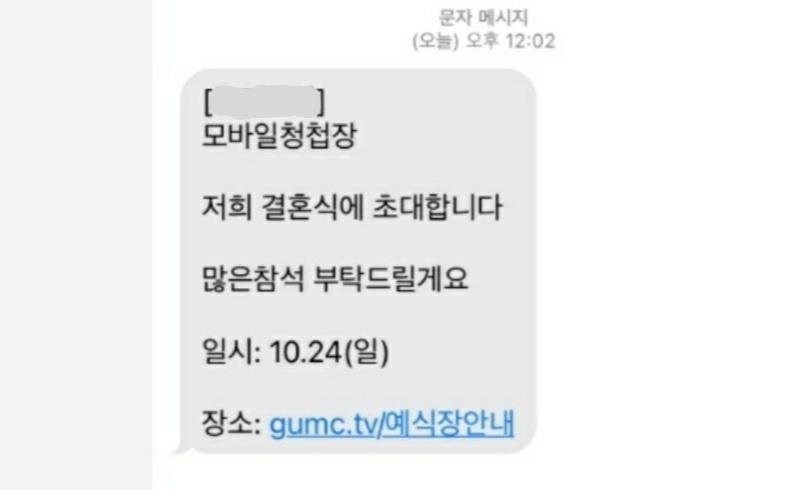 문자 메시지
(오늘) 오후 12:02
[ ]
모바일청첩장
저희 결혼식에 초대합니다
많은참석 부탁드릴게요
일시: 10.24(일)
장소: gumc.tv/예식장안내